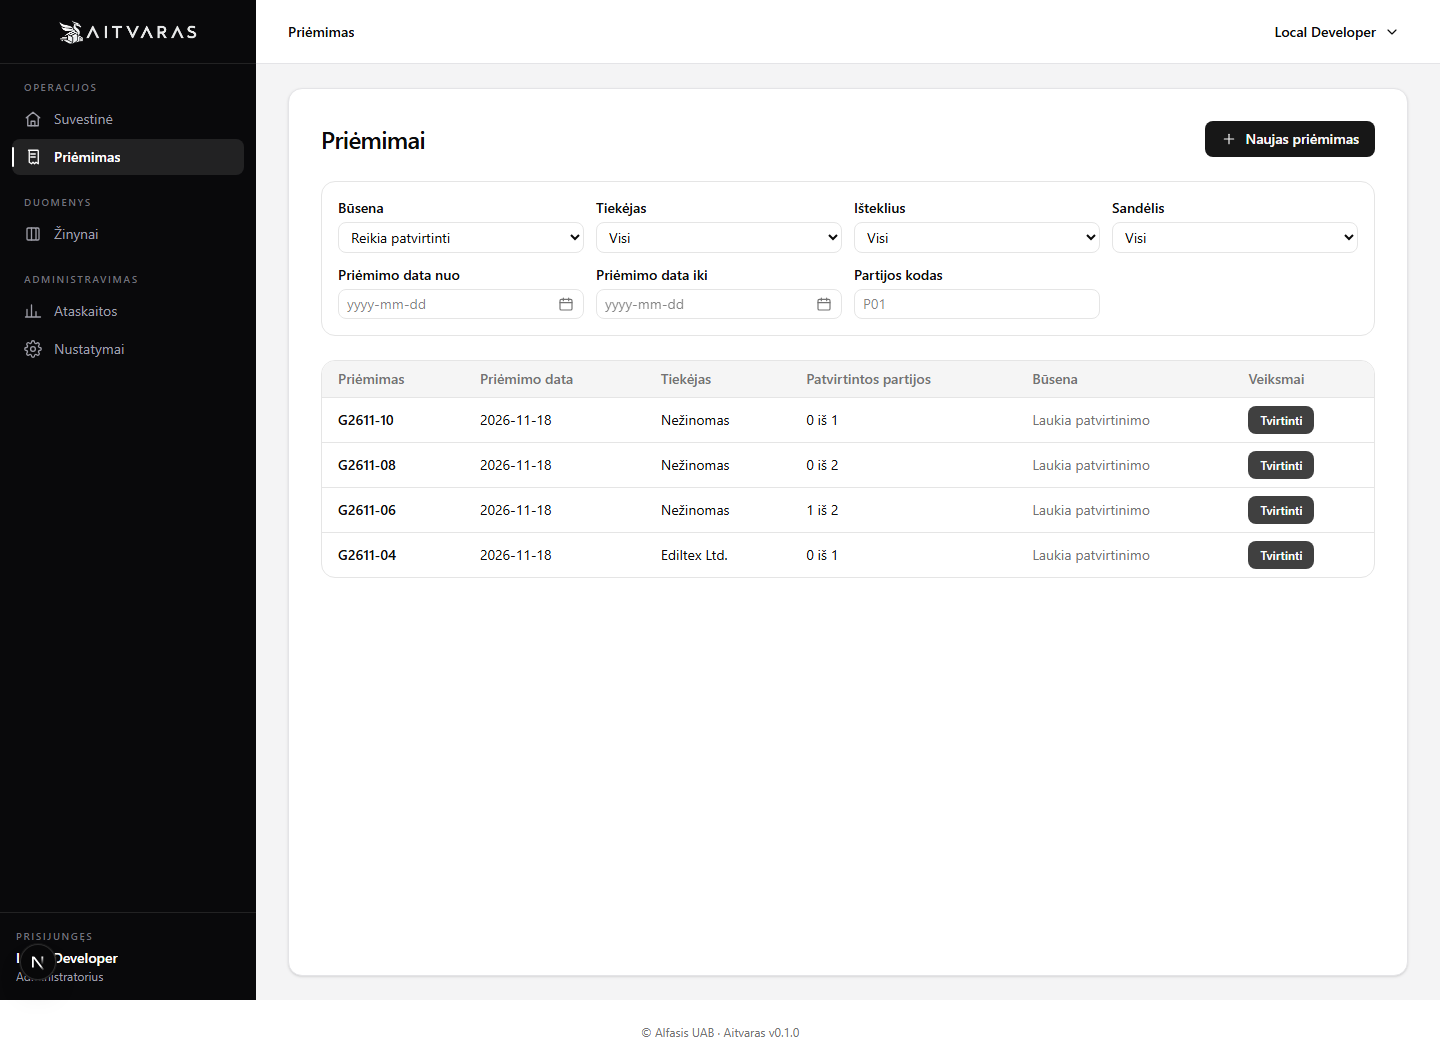 AITVARAS
Priėmimas
Local Developer
OPERACIJOS
Suvestinė
Priėmimas
DUOMENYS
Žinynai
ADMINISTRAVIMAS
Ataskaitos
Nustatymai
PRISIJUNGĘS
Developer
N
Priėmimai
Naujas priėmimas
Būsena Tiekėjas Išteklius Sandėlis
Reikia patvirtinti Visi Visi Visi
Priėmimo data nuo Priėmimo data iki Partijos kodas
yyyy-mm-dd yyyy-mm-dd P01
Priėmimas Priėmimo data Tiekėjas Patvirtintos partijos Būsena Veiksmai
G2611-10 2026-11-18 Nežinomas 0 iš 1 Laukia patvirtinimo Tvirtinti
G2611-08 2026-11-18 Nežinomas 0 iš 2 Laukia patvirtinimo Tvirtinti
G2611-06 2026-11-18 Nežinomas 1 iš 2 Laukia patvirtinimo Tvirtinti
G2611-04 2026-11-18 Ediltex Ltd. 0 iš 1 Laukia patvirtinimo Tvirtinti
© Alfasis UAB · Aitvaras v0.1.0